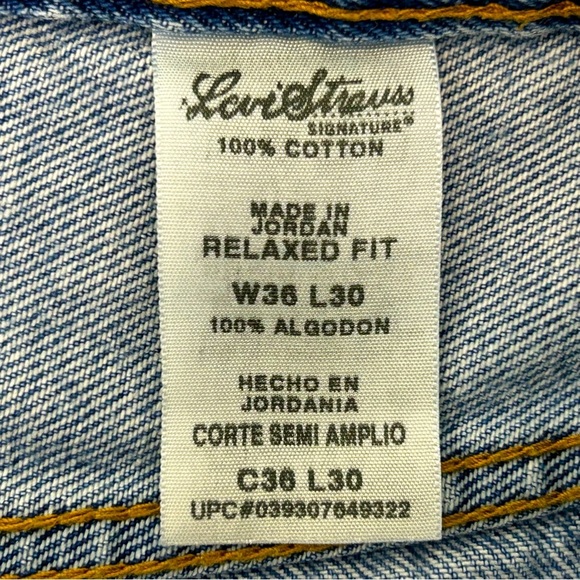 Levi Strauss
SIGNATURE®
100% COTTON
MADE IN
JORDAN
RELAXED FIT
W36 L30
100% ALGODON
HECHO EN
JORDANIA
CORTE SEMI AMPLIO
C36 L30
UPC#039307649322